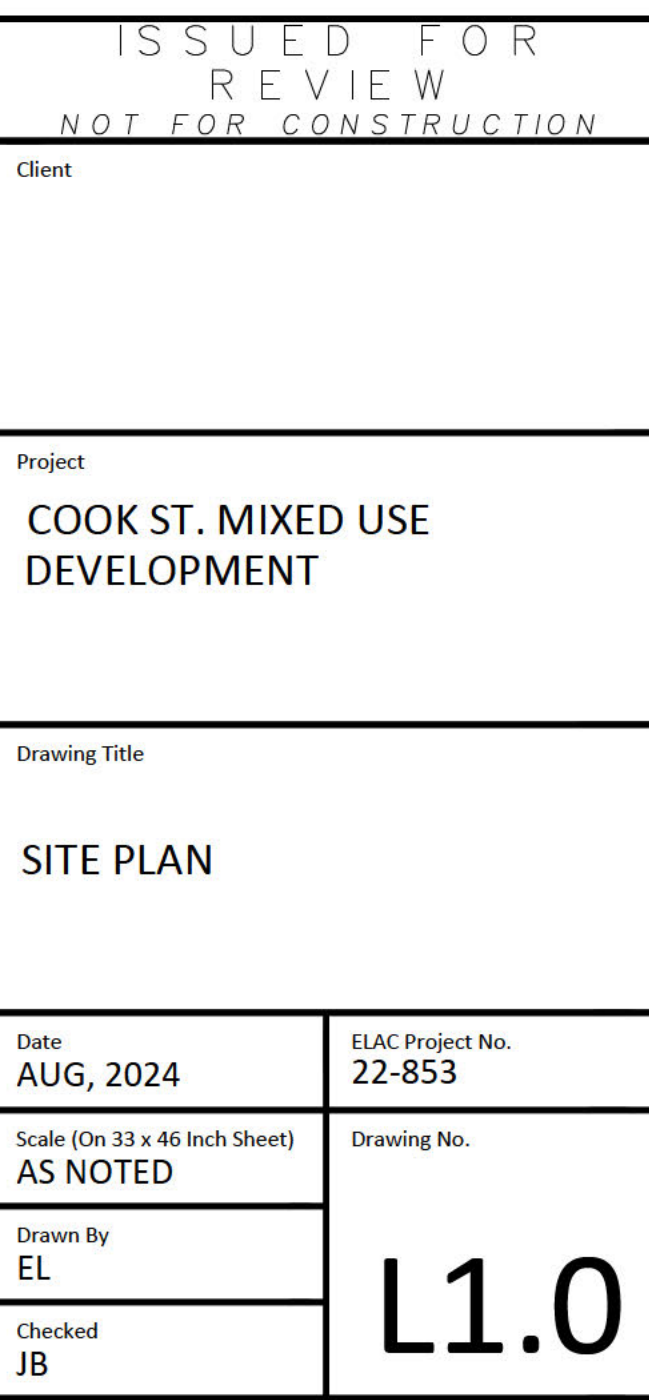 ISSUED FOR
REVIEW
NOT FOR CONSTRUCTION
Client
Project
COOK ST. MIXED USE
DEVELOPMENT
Drawing Title
SITE PLAN
Date
AUG, 2024
ELAC Project No.
22-853
Scale (On 33 x 46 Inch Sheet)
AS NOTED
Drawn By
EL
Checked
JB
Drawing No.
L1.0